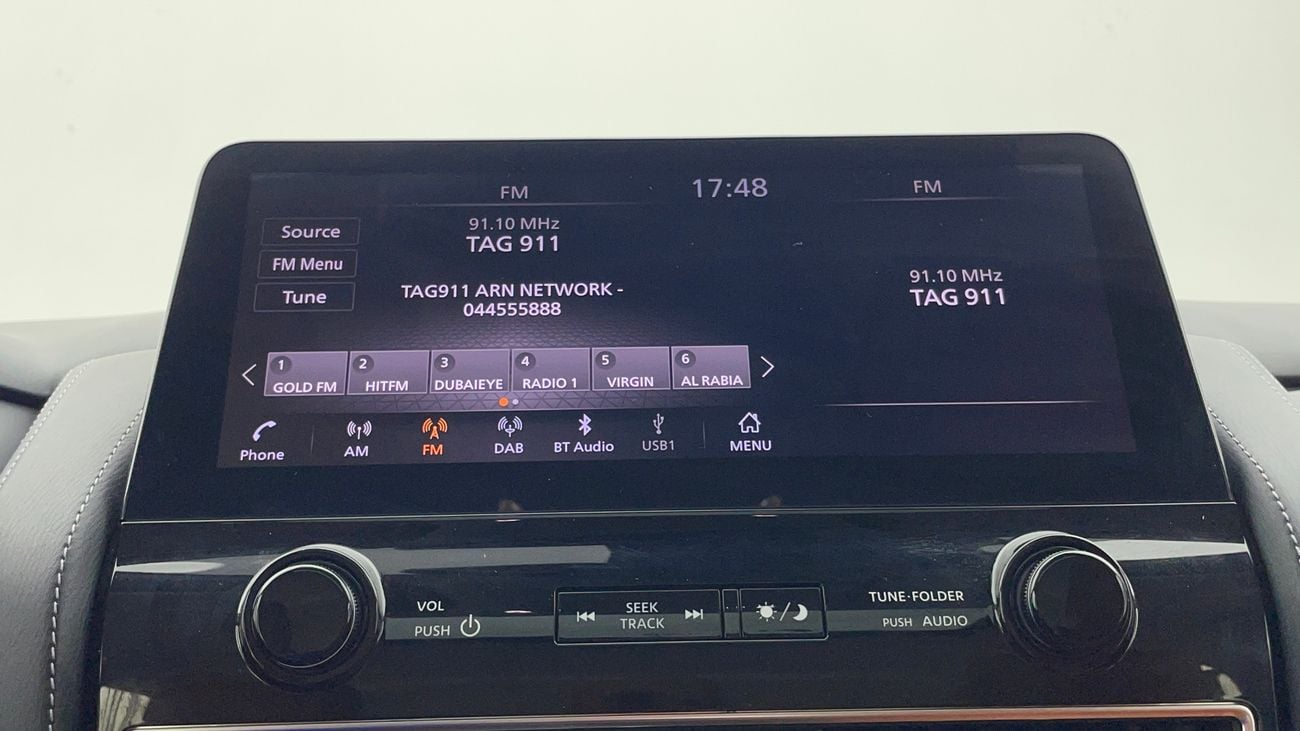 FM
17:48
FM
Source
FM Menu
Tune
91.10 MHz
TAG 911
TAG911 ARN NETWORK -
044555888
91.10 MHz
TAG 911
1 GOLD FM
2 HITFM
3 DUBAIEYE
4 RADIO 1
5 VIRGIN
6 AL RABIA
Phone
AM
FM
DAB
BT Audio
USB1
MENU
VOL
PUSH
SEEK
TRACK
TUNE·FOLDER
PUSH AUDIO